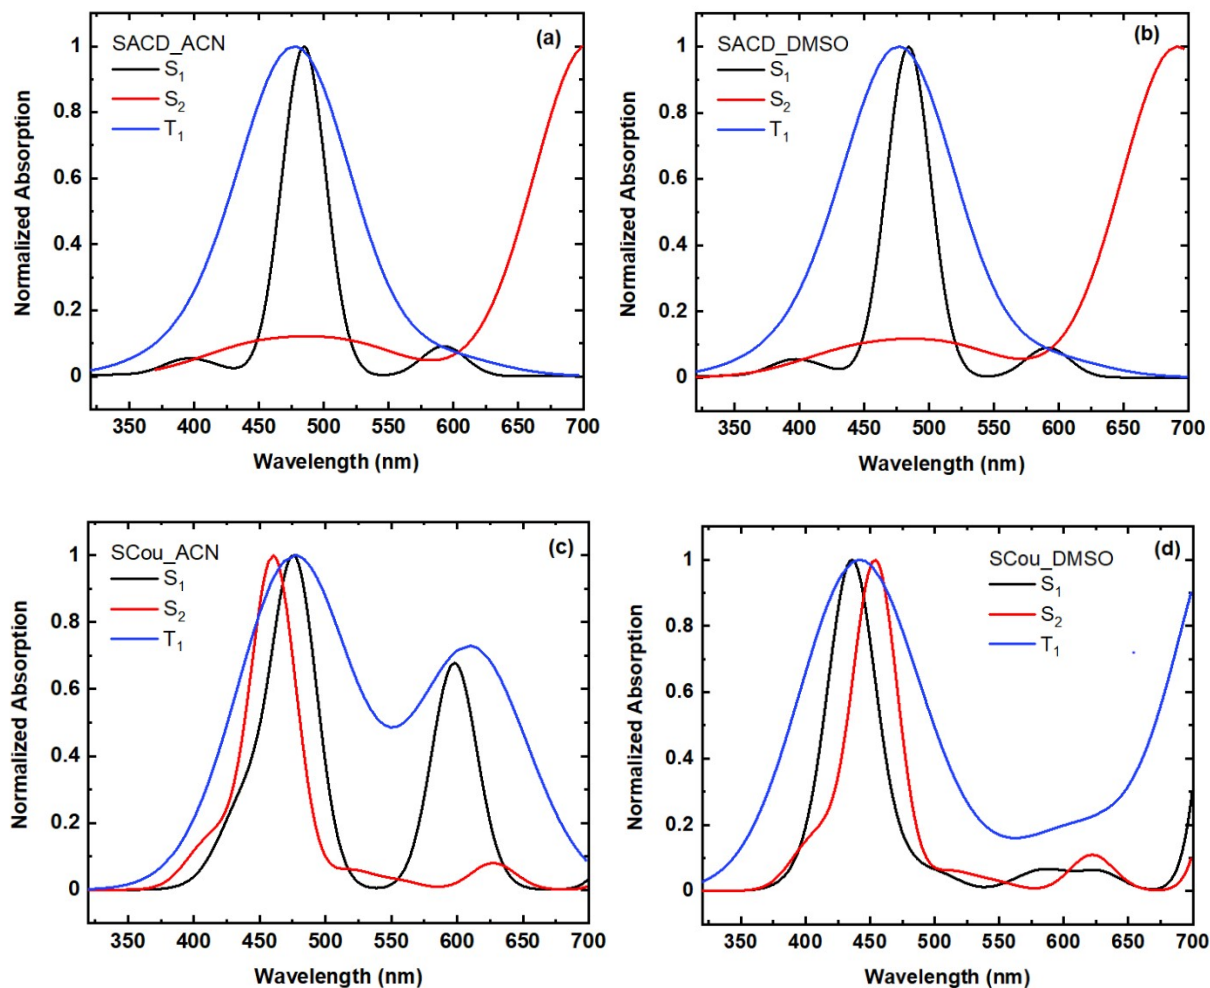 SACD_ACN
(a)
S₁
S₂
T₁
Normalized Absorption
1
0.8
0.6
0.4
0.2
0
350 400 450 500 550 600 650 700
Wavelength (nm)
SACD_DMSO
(b)
S₁
S₂
T₁
Normalized Absorption
1
0.8
0.6
0.4
0.2
0
350 400 450 500 550 600 650 700
Wavelength (nm)
SCou_ACN
(c)
S₁
S₂
T₁
Normalized Absorption
1
0.8
0.6
0.4
0.2
0
350 400 450 500 550 600 650 700
Wavelength (nm)
SCou_DMSO
(d)
S₁
S₂
T₁
Normalized Absorption
1
0.8
0.6
0.4
0.2
0
350 400 450 500 550 600 650 700
Wavelength (nm)